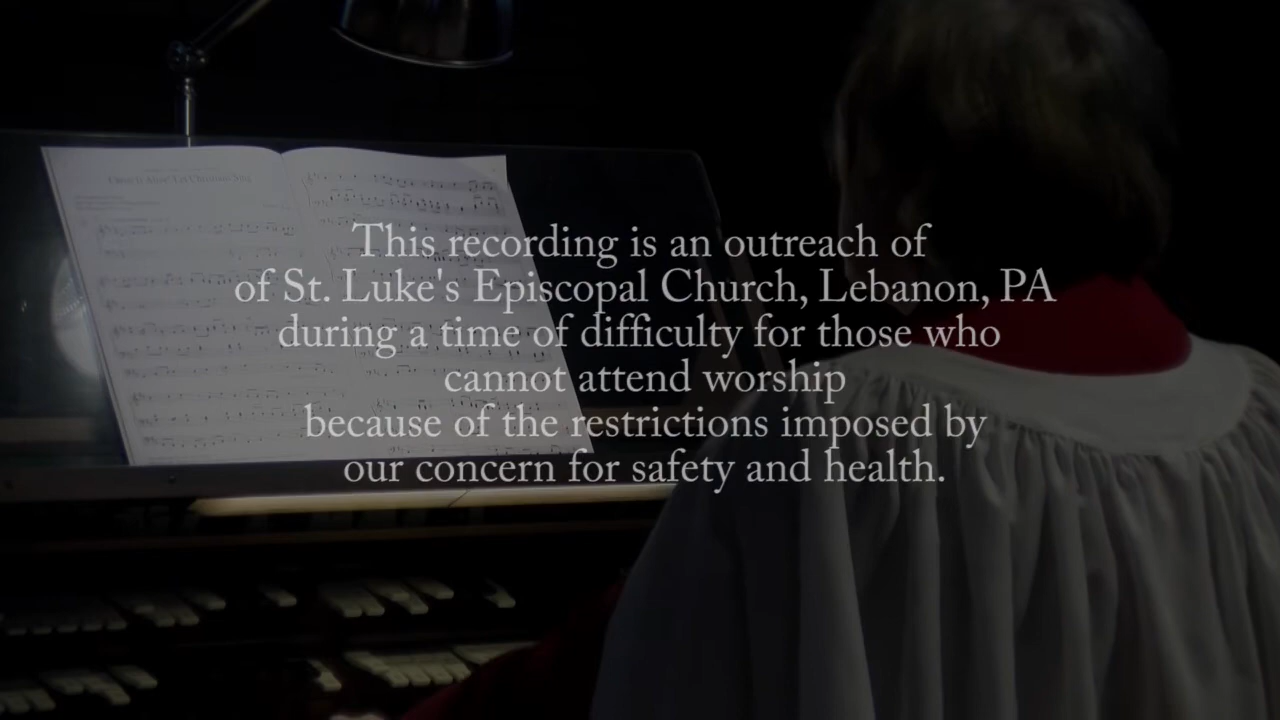 This recording is an outreach of
of St. Luke's Episcopal Church, Lebanon, PA
during a time of difficulty for those who
cannot attend worship
because of the restrictions imposed by
our concern for safety and health.